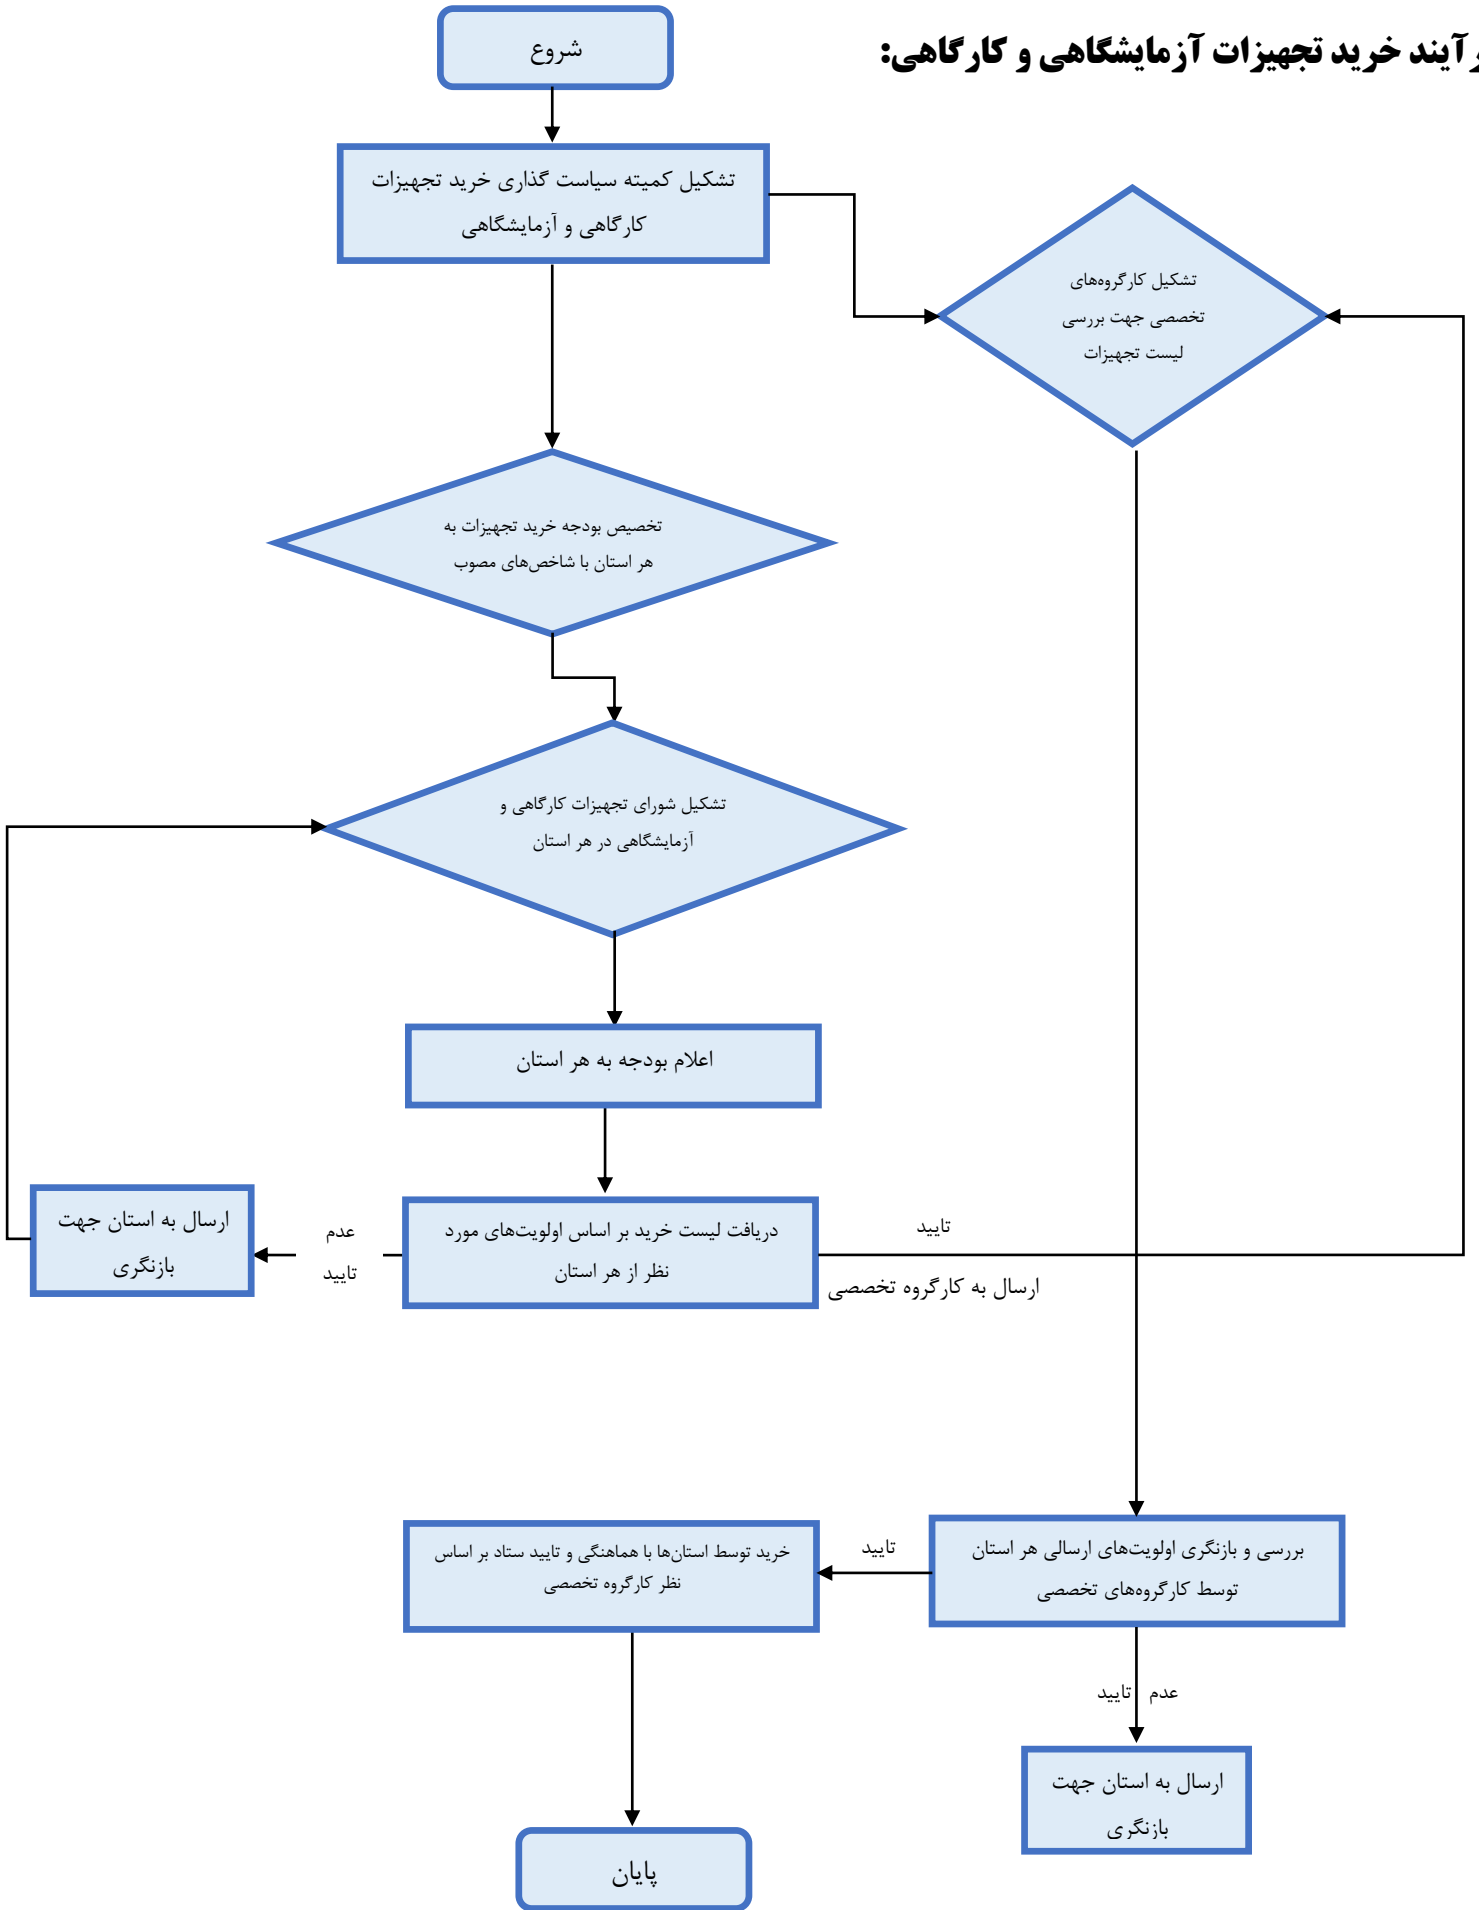 رآیند خرید تجهیزات آزمایشگاهی و کارگاهی:
شروع
تشکیل کمیته سیاست گذاری خرید تجهیزات
کارگاهی و آزمایشگاهی
تشکیل کارگروه‌های
تخصصی جهت بررسی
لیست تجهیزات
تخصیص بودجه خرید تجهیزات به
هر استان با شاخص‌های مصوب
تشکیل شورای تجهیزات کارگاهی و
آزمایشگاهی در هر استان
اعلام بودجه به هر استان
دریافت لیست خرید بر اساس اولویت‌های مورد
نظر از هر استان
تایید
ارسال به کارگروه تخصصی
عدم
تایید
ارسال به استان جهت
بازنگری
بررسی و بازنگری اولویت‌های ارسالی هر استان
توسط کارگروه‌های تخصصی
تایید
خرید توسط استان‌ها با هماهنگی و تایید ستاد بر اساس
نظر کارگروه تخصصی
عدم تایید
ارسال به استان جهت
بازنگری
پایان